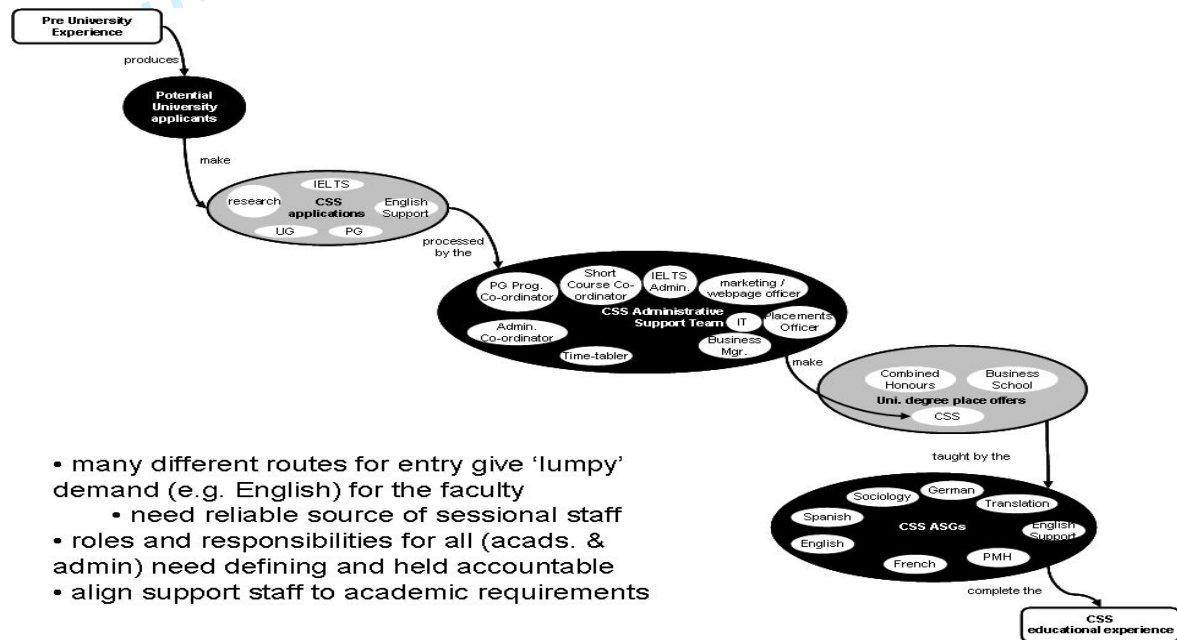 Pre University
Experience
produces
Potential
University
applicants
make
IELTS
research
CSS
applications
English
Support
UG
PG
processed
by the
PG Prog.
Co-ordinator
Short
Course Co-
ordinator
IELTS
Admin.
marketing /
webpage officer
CSS Administrative
Support Team
IT
Placements
Officer
Admin.
Co-ordinator
Business
Mgr.
Time-tabler
make
Combined
Honours
Business
School
Uni. degree place offers
CSS
taught by the
Sociology
German
Translation
Spanish
CSS ASGs
English
Support
English
French
PMH
complete the
CSS
educational experience
• many different routes for entry give ‘lumpy’
demand (e.g. English) for the faculty
• need reliable source of sessional staff
• roles and responsibilities for all (acads. &
admin) need defining and held accountable
• align support staff to academic requirements